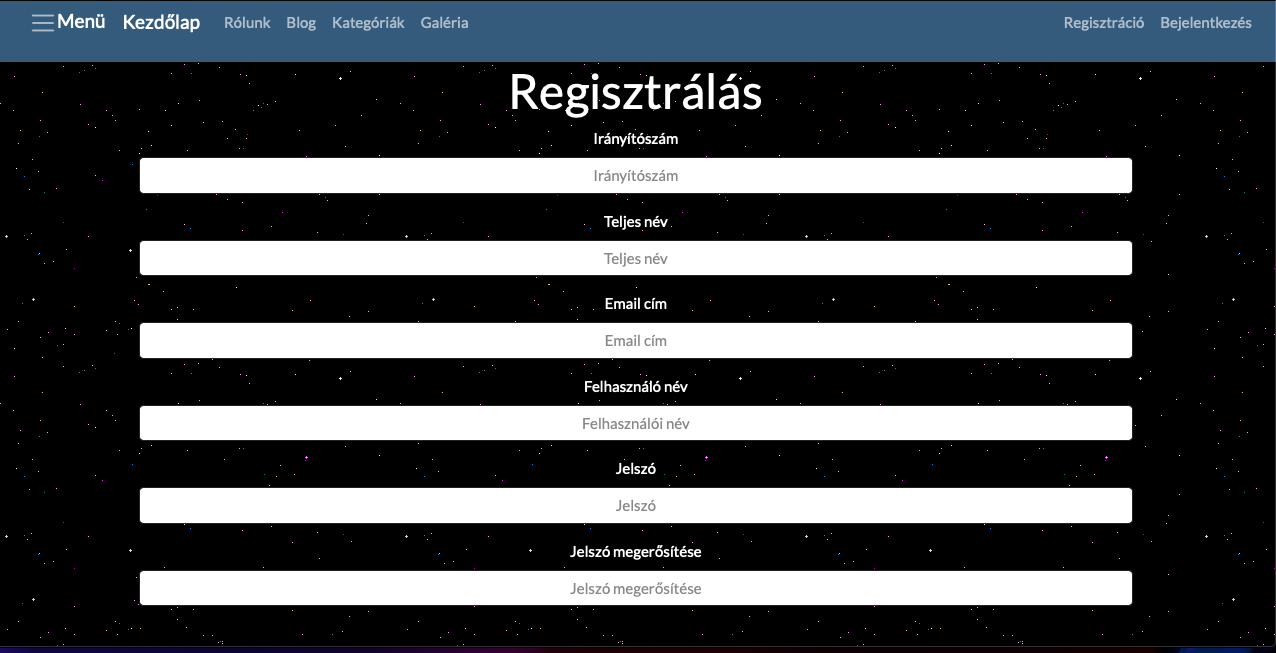 Menü Kezdőlap Rólunk Blog Kategóriák Galéria Regisztráció Bejelentkezés
Regisztrálás
Irányítószám
Irányítószám
Teljes név
Teljes név
Email cím
Email cím
Felhasználó név
Felhasználói név
Jelszó
Jelszó
Jelszó megerősítése
Jelszó megerősítése